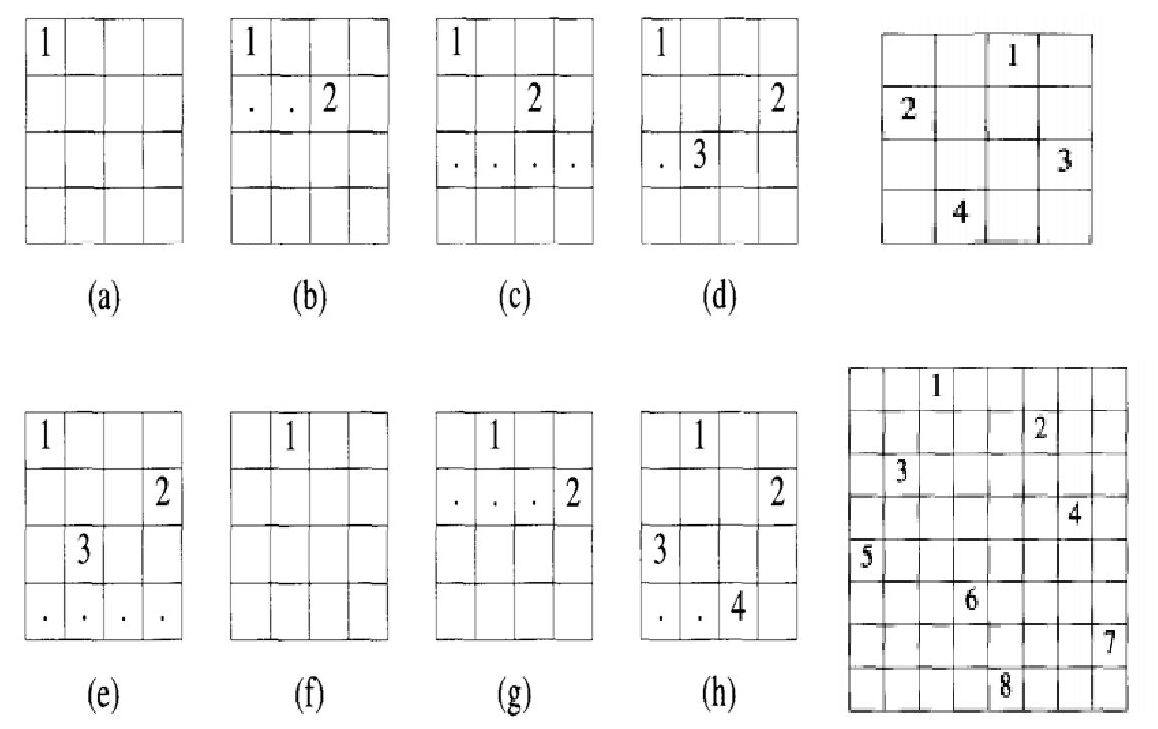 1
(a)
1
. . 2
(b)
1
2
. . . .
(c)
1
2
. 3
(d)
1
2
3
4
1
2
3
. . . .
(e)
1
(f)
1
. . . 2
(g)
1
2
3
. . 4
(h)
1
2
3
4
5
6
7
8